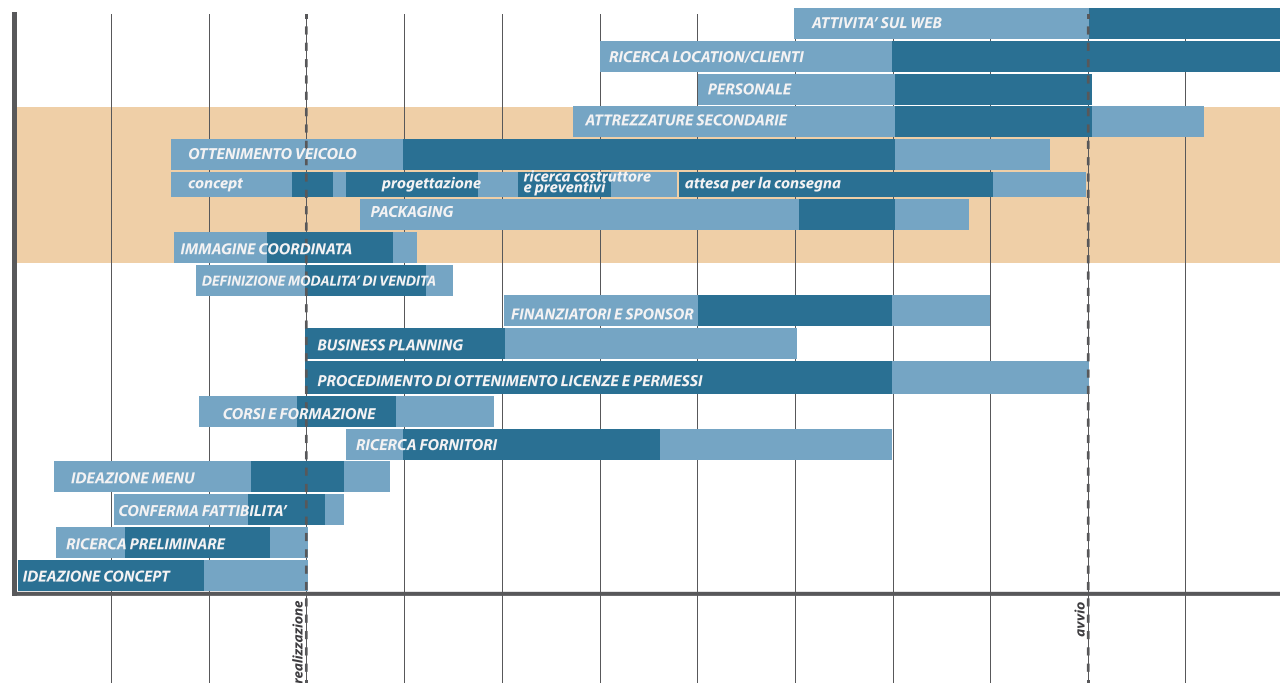 ATTIVITA’ SUL WEB
RICERCA LOCATION/CLIENTI
PERSONALE
ATTREZZATURE SECONDARIE
OTTENIMENTO VEICOLO
concept
progettazione
ricerca costruttore
e preventivi
attesa per la consegna
PACKAGING
IMMAGINE COORDINATA
DEFINIZIONE MODALITA’ DI VENDITA
FINANZIATORI E SPONSOR
BUSINESS PLANNING
PROCEDIMENTO DI OTTENIMENTO LICENZE E PERMESSI
CORSI E FORMAZIONE
RICERCA FORNITORI
IDEAZIONE MENU
CONFERMA FATTIBILITA’
RICERCA PRELIMINARE
IDEAZIONE CONCEPT
realizzazione
avvio